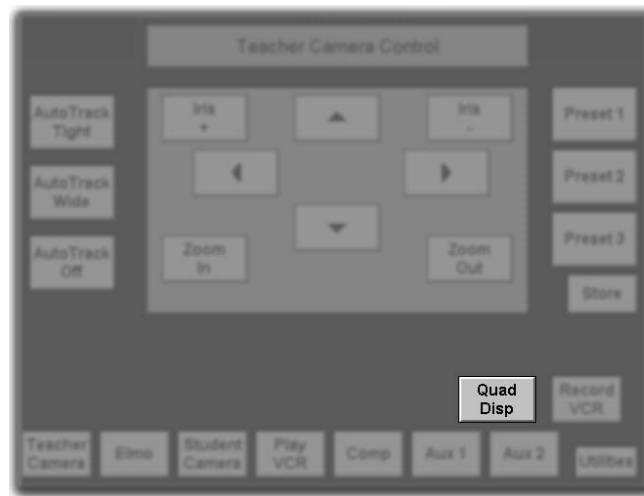 Teacher Camera Control
AutoTrack
Tight
Iris
+
Iris
-
Preset 1
AutoTrack
Wide
Preset 2
AutoTrack
Off
Zoom
In
Zoom
Out
Preset 3
Store
Quad
Disp
Record
VCR
Teacher
Camera
Elmo
Student
Camera
Play
VCR
Comp
Aux 1
Aux 2
Utilities